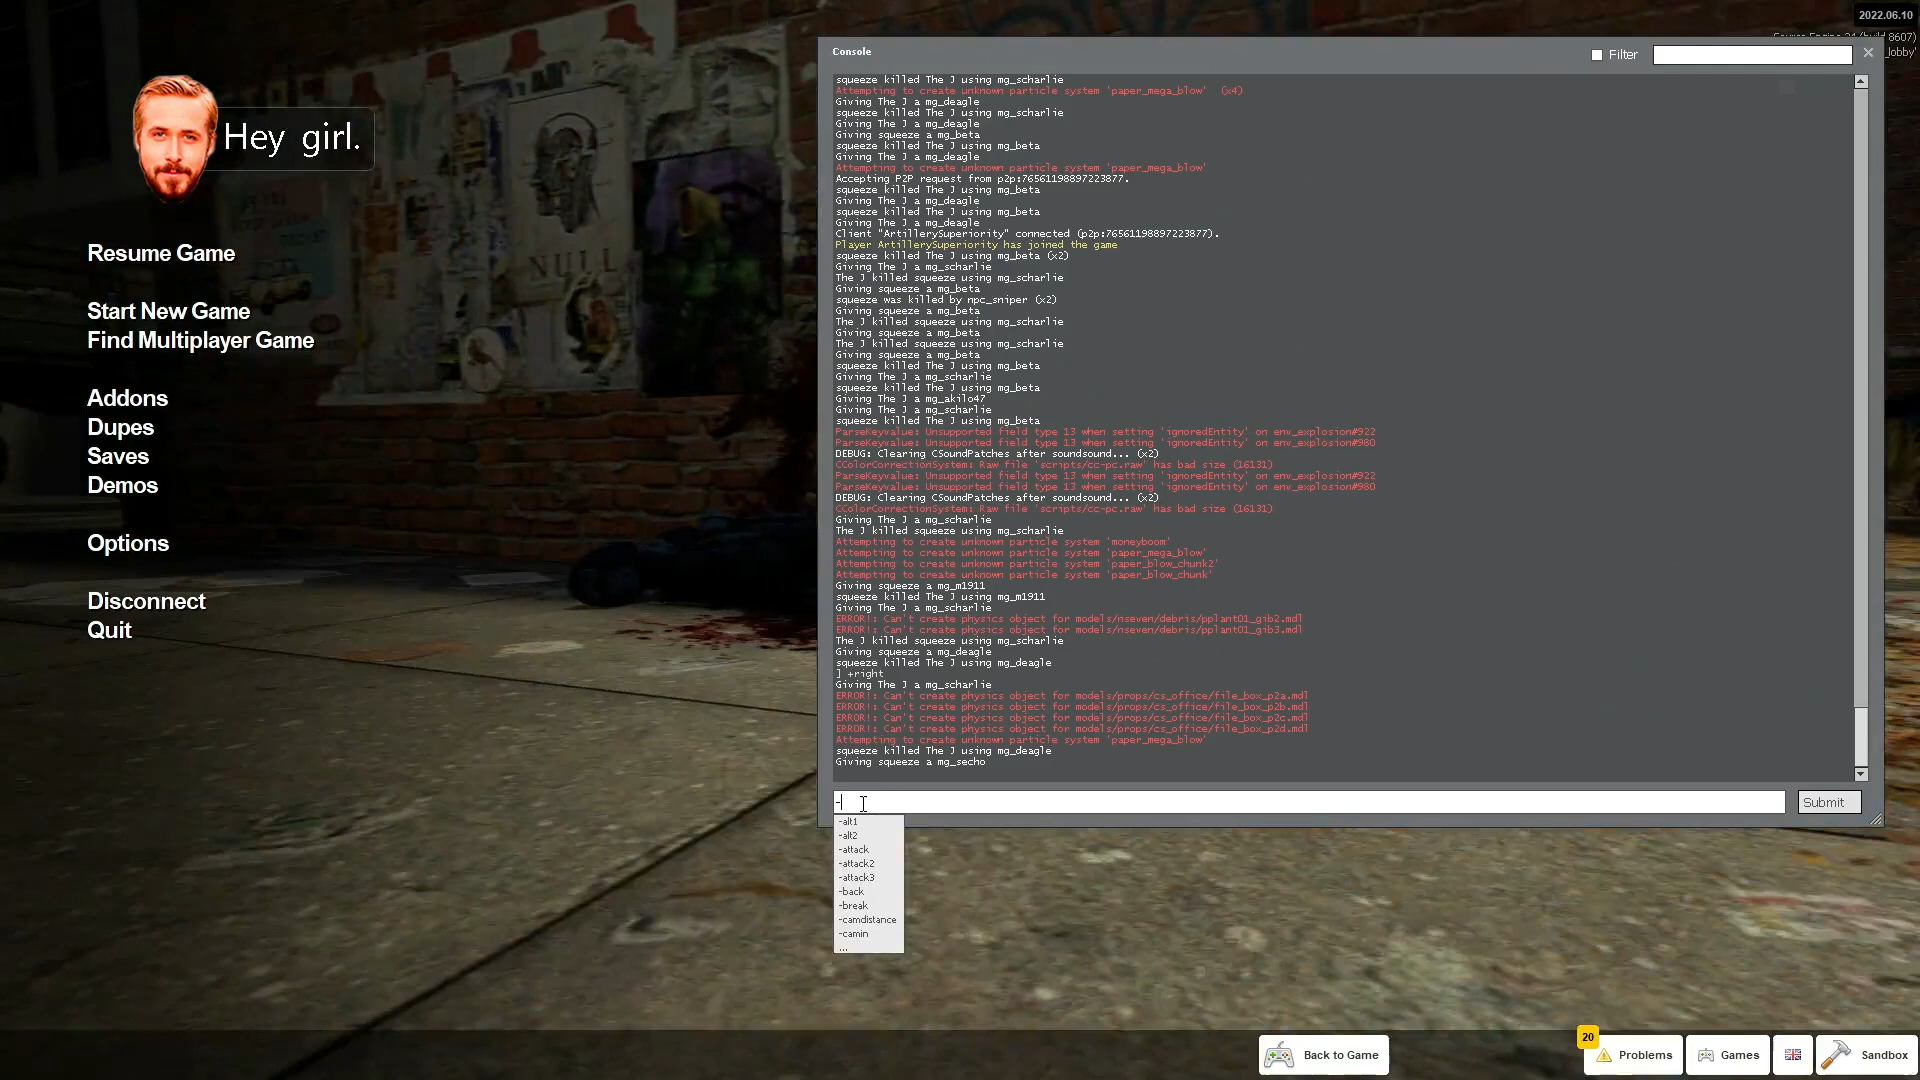 2022.06.10
8607)
_lobby'
Hey girl.
Resume Game
Start New Game
Find Multiplayer Game
Addons
Dupes
Saves
Demos
Options
Disconnect
Quit
Console
Filter
squeeze killed The J using mg_scharlie
Attempting to create unknown particle system 'paper_mega_blow' (x4)
Giving The J a mg_deagle
squeeze killed The J using mg_scharlie
Giving The J a mg_deagle
Giving squeeze a mg_beta
squeeze killed The J using mg_beta
Giving The J a mg_deagle
Attempting to create unknown particle system 'paper_mega_blow'
Accepting P2P request from p2p:76561198897223877.
squeeze killed The J using mg_beta
Giving The J a mg_deagle
squeeze killed The J using mg_beta
Giving The J a mg_deagle
Client "ArtillerySuperiority" connected (p2p:76561198897223877).
Player ArtillerySuperiority has joined the game
squeeze killed The J using mg_beta (x2)
Giving The J a mg_scharlie
The J killed squeeze using mg_scharlie
Giving squeeze a mg_beta
squeeze was killed by npc_sniper (x2)
Giving squeeze a mg_beta
The J killed squeeze using mg_scharlie
Giving squeeze a mg_beta
The J killed squeeze using mg_scharlie
Giving squeeze a mg_beta
squeeze killed The J using mg_beta
Giving The J a mg_scharlie
squeeze killed The J using mg_beta
Giving The J a mg_akilo47
Giving The J a mg_scharlie
squeeze killed The J using mg_beta
ParseKeyvalue: Unsupported field type 13 when setting 'ignoredEntity' on env_explosion#922
ParseKeyvalue: Unsupported field type 13 when setting 'ignoredEntity' on env_explosion#980
DEBUG: Clearing CSoundPatches after soundsound... (x2)
CColorCorrectionSystem: Raw file 'scripts/cc-pc.raw' has bad size (16131)
ParseKeyvalue: Unsupported field type 13 when setting 'ignoredEntity' on env_explosion#922
ParseKeyvalue: Unsupported field type 13 when setting 'ignoredEntity' on env_explosion#980
DEBUG: Clearing CSoundPatches after soundsound... (x2)
CColorCorrectionSystem: Raw file 'scripts/cc-pc.raw' has bad size (16131)
Giving The J a mg_scharlie
The J killed squeeze using mg_scharlie
Attempting to create unknown particle system 'moneyboom'
Attempting to create unknown particle system 'paper_mega_blow'
Attempting to create unknown particle system 'paper_blow_chunk2'
Attempting to create unknown particle system 'paper_blow_chunk'
Giving squeeze a mg_m1911
squeeze killed The J using mg_m1911
Giving The J a mg_scharlie
ERROR!: Can't create physics object for models/nseven/debris/pplant01_gib2.mdl
ERROR!: Can't create physics object for models/nseven/debris/pplant01_gib3.mdl
The J killed squeeze using mg_scharlie
Giving squeeze a mg_deagle
squeeze killed The J using mg_deagle
] +right
Giving The J a mg_scharlie
ERROR!: Can't create physics object for models/props/cs_office/file_box_p2a.mdl
ERROR!: Can't create physics object for models/props/cs_office/file_box_p2b.mdl
ERROR!: Can't create physics object for models/props/cs_office/file_box_p2c.mdl
ERROR!: Can't create physics object for models/props/cs_office/file_box_p2d.mdl
Attempting to create unknown particle system 'paper_mega_blow'
squeeze killed The J using mg_deagle
Giving squeeze a mg_secho
-
Submit
-alt1
-alt2
-attack
-attack2
-attack3
-back
-break
-camdistance
-camin
...
Back to Game
20
Problems
Games
Sandbox